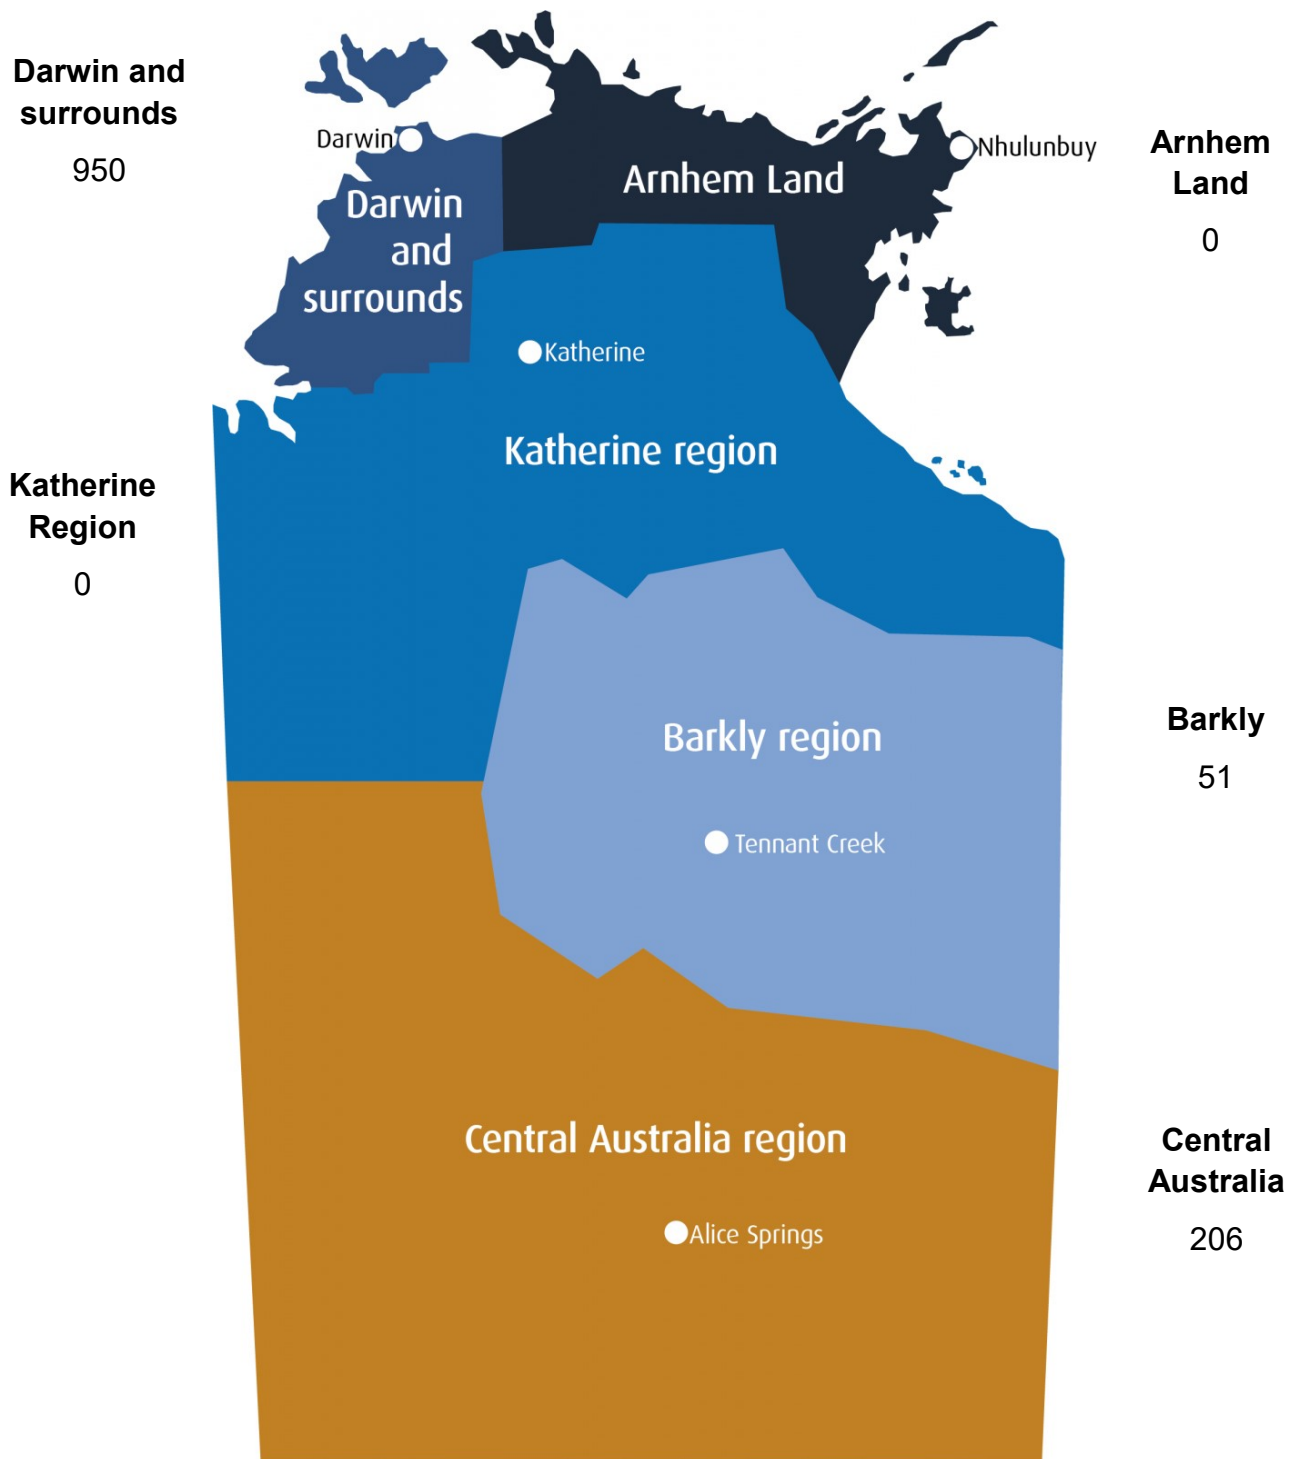 Darwin and
surrounds
950
Darwin
Nhulunbuy
Arnhem
Land
0
Arnhem Land
Darwin
and
surrounds
Katherine
Katherine region
Katherine
Region
0
Barkly region
Barkly
51
Tennant Creek
Central Australia region
Central
Australia
206
Alice Springs